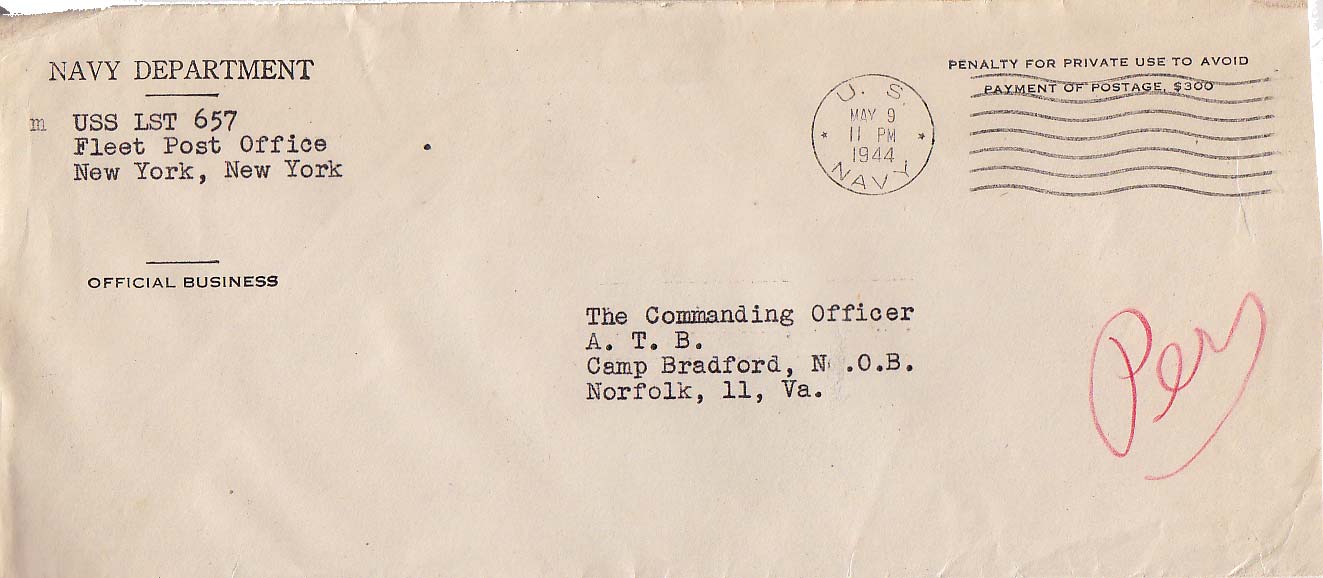 NAVY DEPARTMENT
m USS LST 657
Fleet Post Office
New York, New York
OFFICIAL BUSINESS
U. S. NAVY
MAY 9
11 PM
1944
PENALTY FOR PRIVATE USE TO AVOID
PAYMENT OF POSTAGE, $300
The Commanding Officer
A. T. B.
Camp Bradford, N .O.B.
Norfolk, 11, Va.
Per